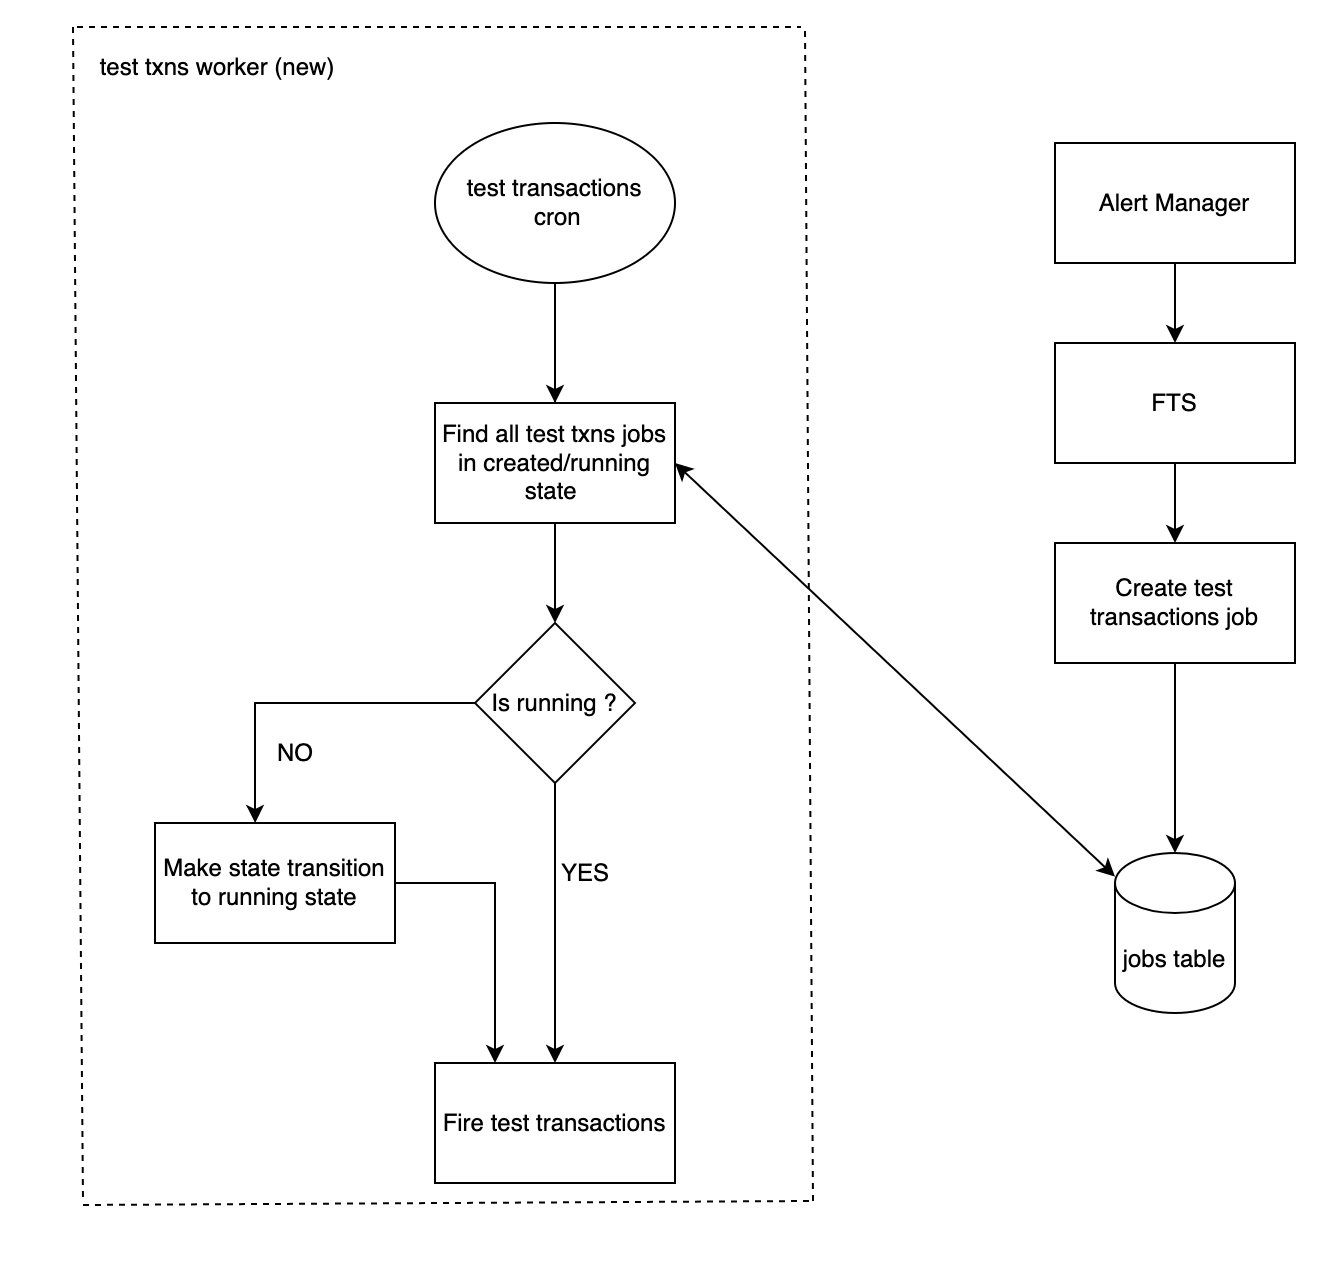 test txns worker (new)
test transactions
cron
Alert Manager
FTS
Find all test txns jobs
in created/running
state
Create test
transactions job
Is running ?
NO
YES
Make state transition
to running state
jobs table
Fire test transactions